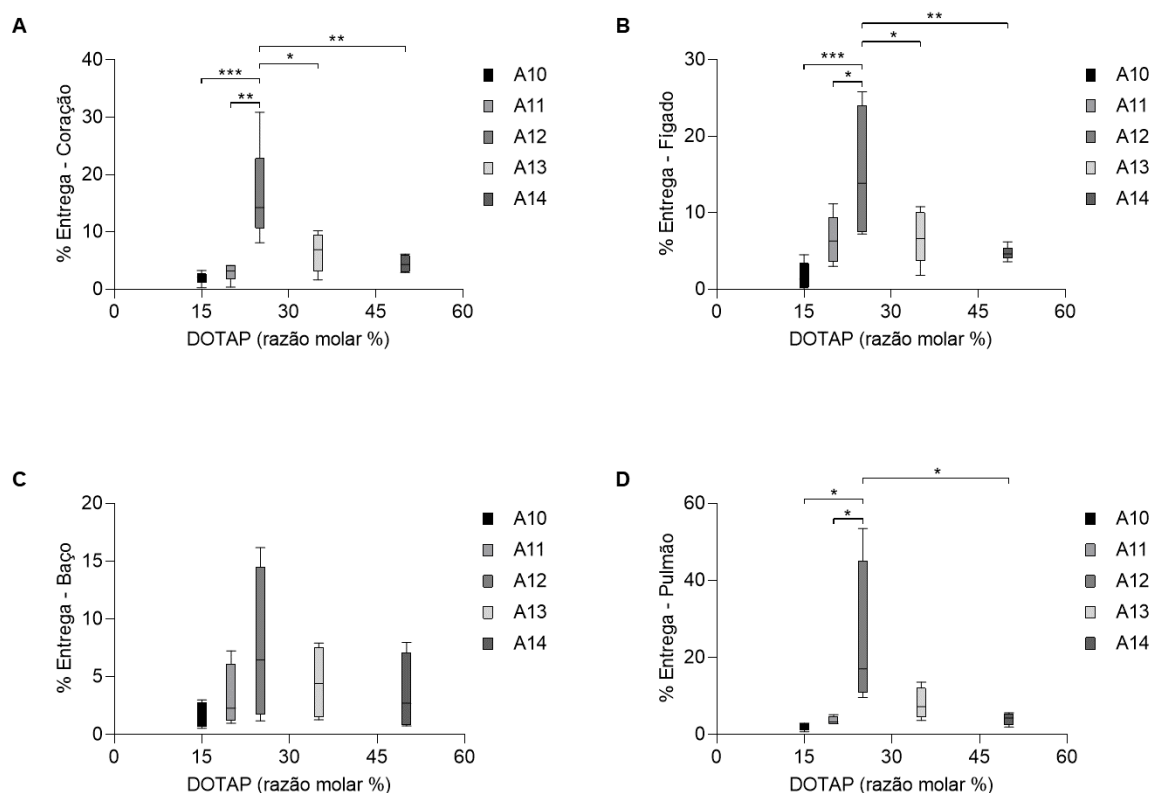 A
B
**
*
***
**
% Entrega - Coração
40
30
20
10
0
0
15
30
45
60
DOTAP (razão molar %)
A10
A11
A12
A13
A14
**
*
***
*
% Entrega - Fígado
30
20
10
0
0
15
30
45
60
DOTAP (razão molar %)
A10
A11
A12
A13
A14
C
D
% Entrega - Baço
20
15
10
5
0
0
15
30
45
60
DOTAP (razão molar %)
A10
A11
A12
A13
A14
*
*
*
% Entrega - Pulmão
60
40
20
0
0
15
30
45
60
DOTAP (razão molar %)
A10
A11
A12
A13
A14